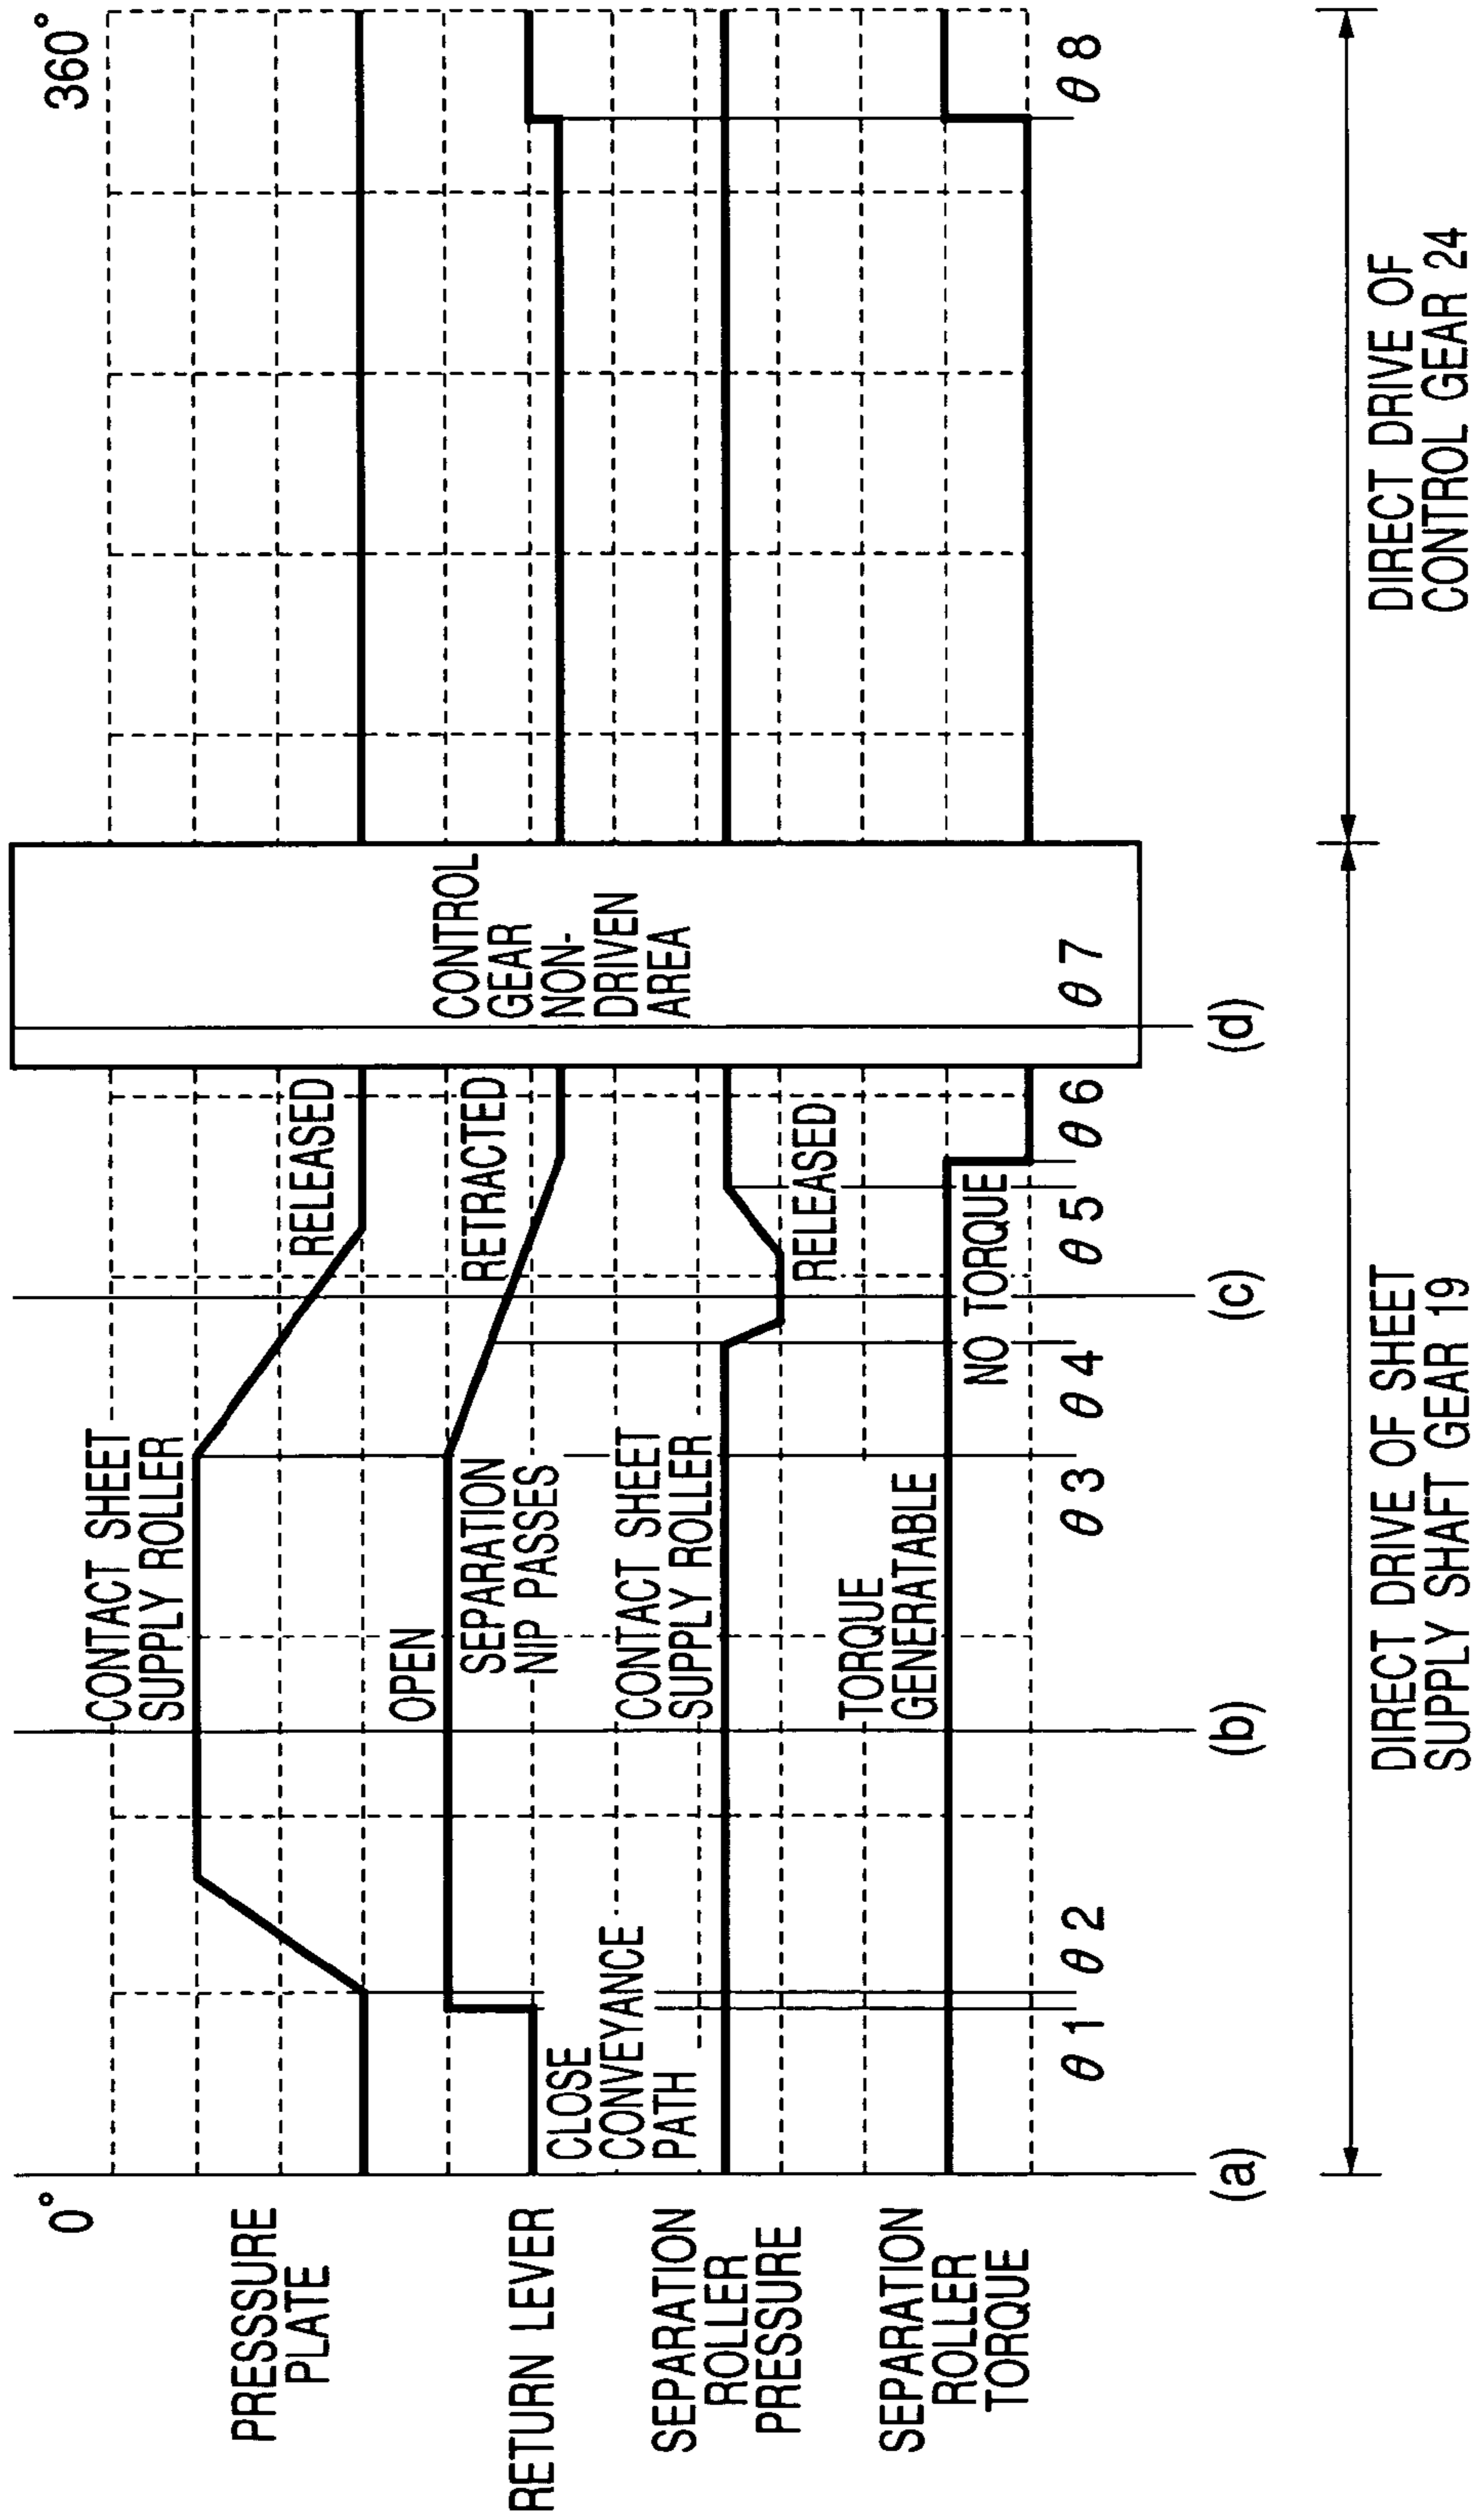 0°
360°
PRESSURE
PLATE
CONTACT SHEET
SUPPLY ROLLER
RELEASED
RETURN LEVER
OPEN
SEPARATION
NIP PASSES
RETRACTED
CLOSE
CONVEYANCE
PATH
SEPARATION
ROLLER
PRESSURE
CONTACT SHEET
SUPPLY ROLLER
RELEASED
SEPARATION
ROLLER
TORQUE
TORQUE
GENERATABLE
NO TORQUE
CONTROL
GEAR
NON-
DRIVEN
AREA
θ1 θ2 θ3 θ4 θ5 θ6 θ7 θ8
(a) (b) (c) (d)
DIRECT DRIVE OF SHEET
SUPPLY SHAFT GEAR 19
DIRECT DRIVE OF
CONTROL GEAR 24